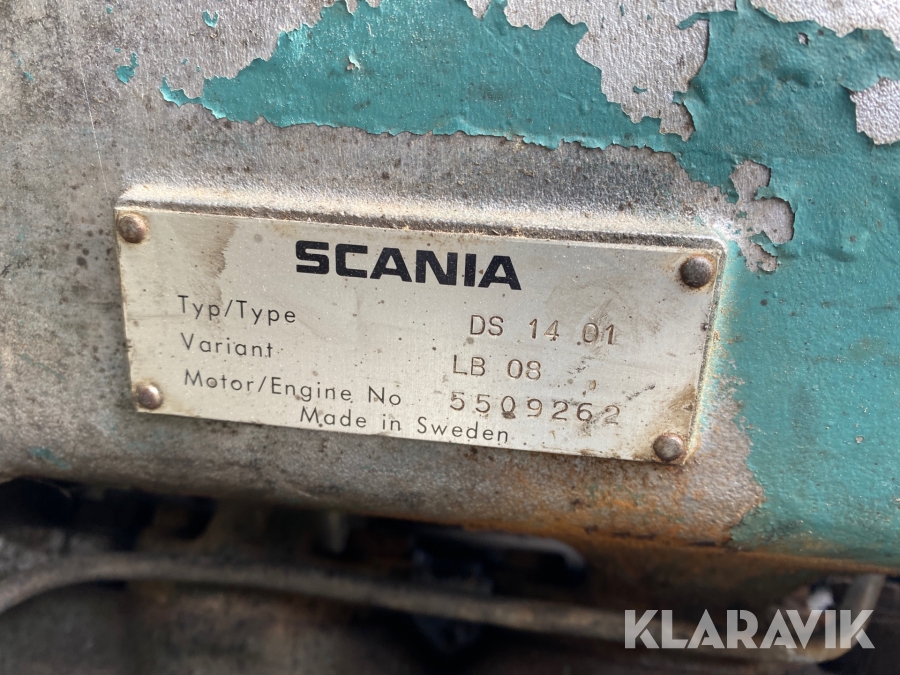 SCANIA
Typ/Type DS 14 01
Variant LB 08
Motor/Engine No 5509262
Made in Sweden
KLARAVIK